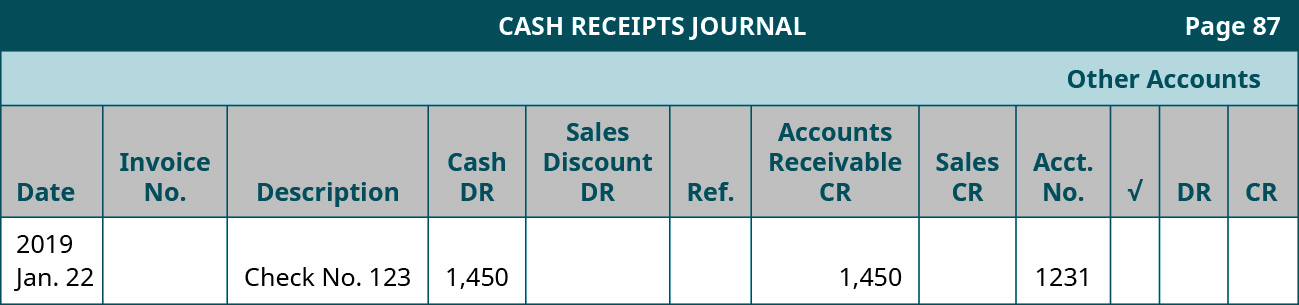 CASH RECEIPTS JOURNAL Page 87
Other Accounts
Date
Invoice
No.
Description
Cash
DR
Sales
Discount
DR
Ref.
Accounts
Receivable
CR
Sales
CR
Acct.
No.
√
DR
CR
2019
Jan. 22 Check No. 123 1,450 1,450 1231